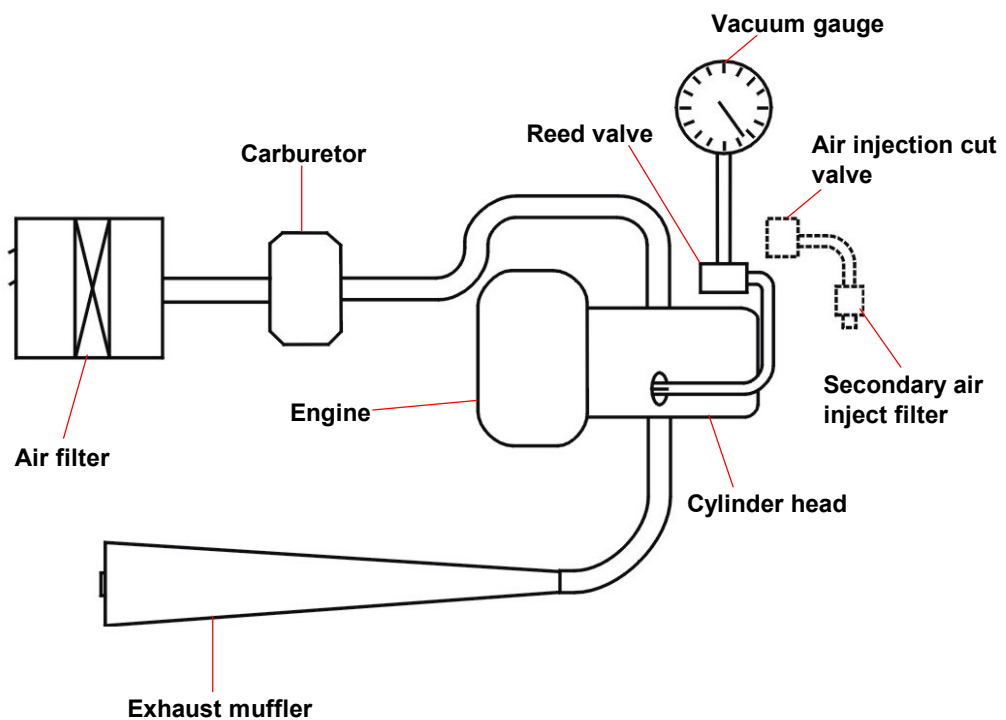 Vacuum gauge
Reed valve
Air injection cut
valve
Carburetor
Secondary air
inject filter
Engine
Air filter
Cylinder head
Exhaust muffler